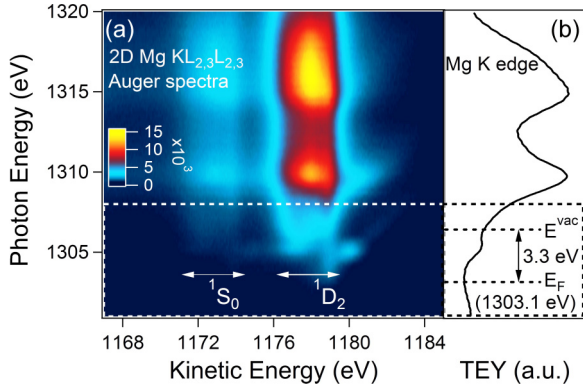 (a)
2D Mg KL2,3L2,3
Auger spectra
15
10
5
0
x10³
¹S₀
¹D₂
1320
1315
1310
1305
Photon Energy (eV)
1168
1172
1176
1180
1184
Kinetic Energy (eV)
(b)
Mg K edge
E^vac
3.3 eV
E_F
(1303.1 eV)
TEY (a.u.)